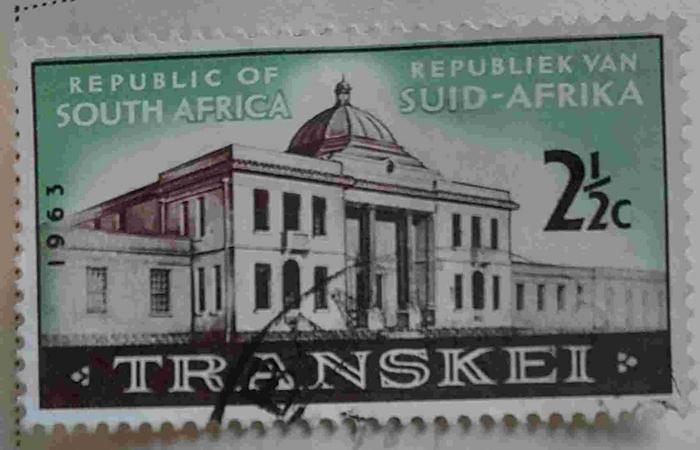 REPUBLIC OF
SOUTH AFRICA
REPUBLIEK VAN
SUID-AFRIKA
1963
2½c
TRANSKEI